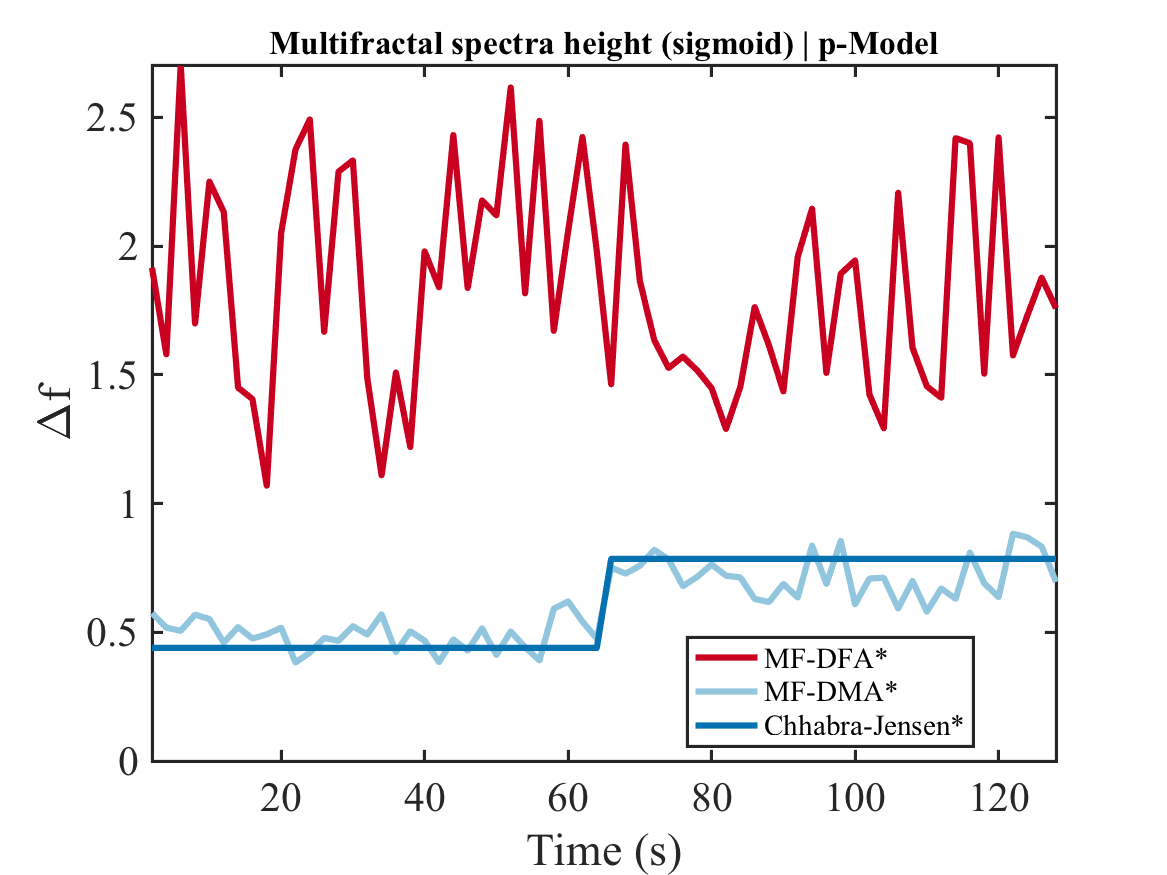 Multifractal spectra height (sigmoid) | p-Model
2.5
2
1.5
1
0.5
0
Δf
20 40 60 80 100 120
Time (s)
MF-DFA*
MF-DMA*
Chhabra-Jensen*